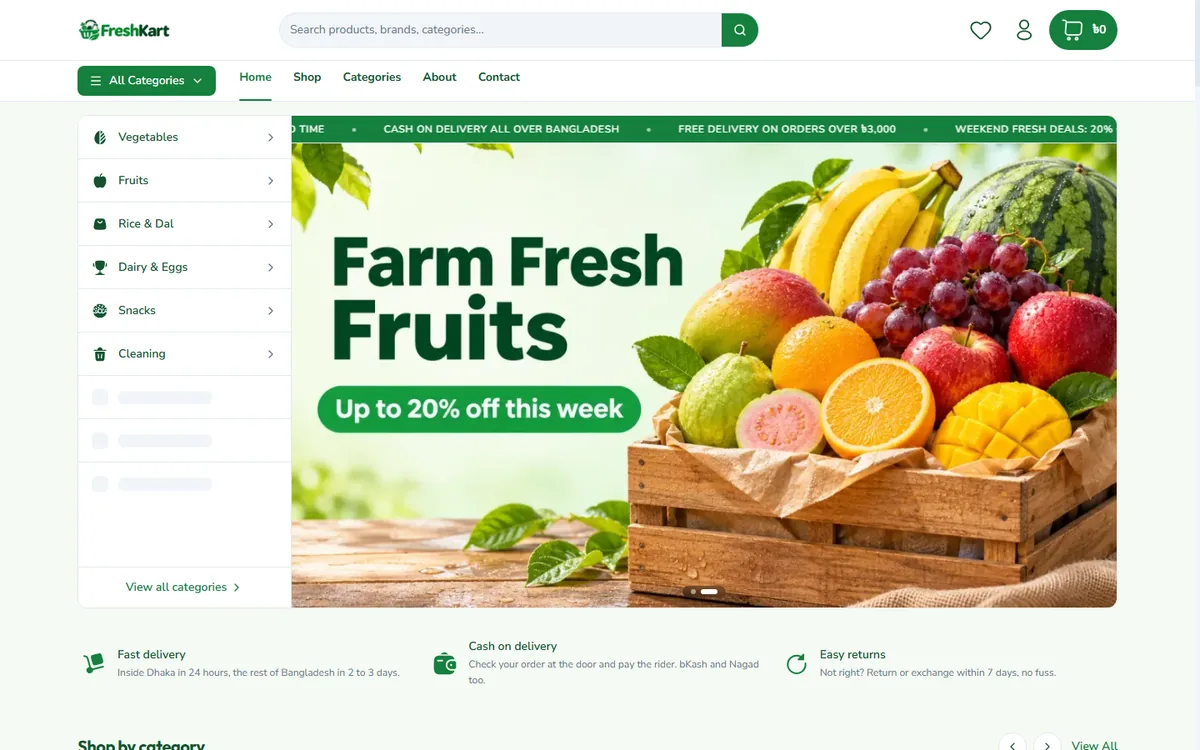 FreshKart
Search products, brands, categories...
৳0
All Categories
Home
Shop
Categories
About
Contact
TIME • CASH ON DELIVERY ALL OVER BANGLADESH • FREE DELIVERY ON ORDERS OVER ৳3,000 • WEEKEND FRESH DEALS: 20%
Vegetables
Fruits
Rice & Dal
Dairy & Eggs
Snacks
Cleaning
View all categories
Farm Fresh
Fruits
Up to 20% off this week
Fast delivery
Inside Dhaka in 24 hours, the rest of Bangladesh in 2 to 3 days.
Cash on delivery
Check your order at the door and pay the rider. bKash and Nagad
too.
Easy returns
Not right? Return or exchange within 7 days, no fuss.
Shop by category
View All